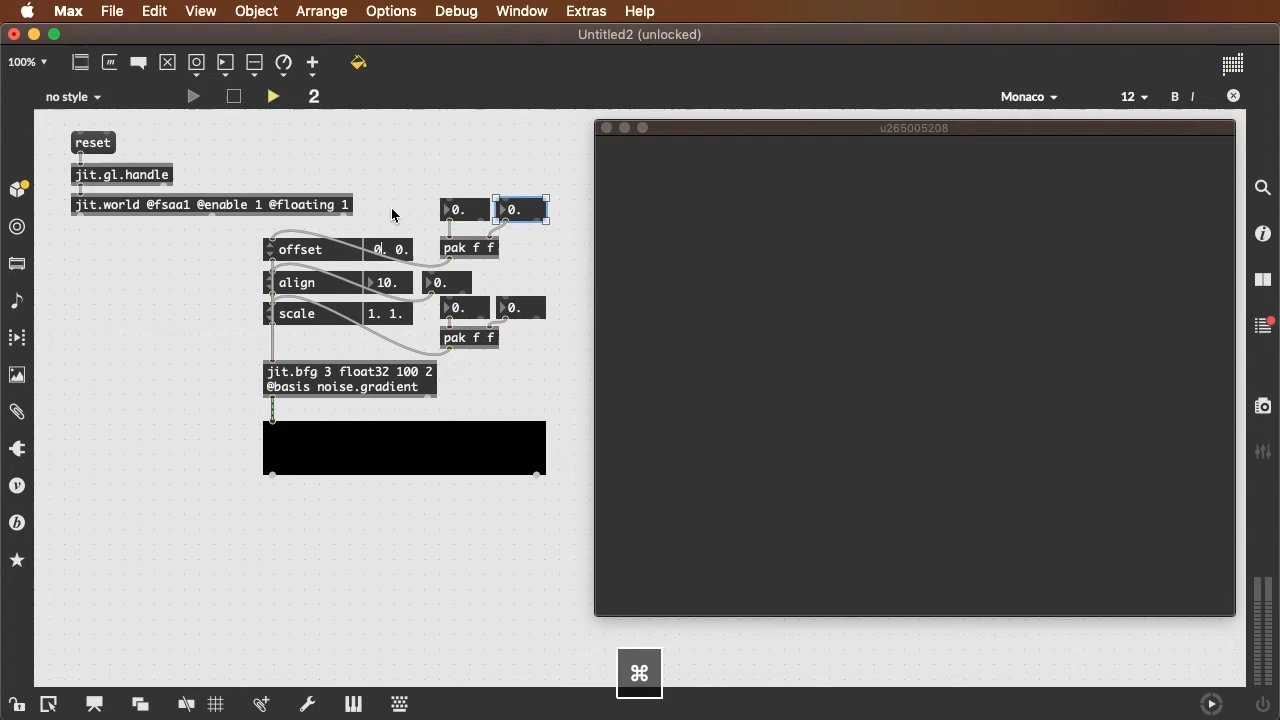 Max File Edit View Object Arrange Options Debug Window Extras Help
Untitled2 (unlocked)
100%
no style
2
Monaco
12
B
I
u265005208
reset
jit.gl.handle
jit.world @fsaa1 @enable 1 @floating 1
0.
0.
offset
0. 0.
pak f f
align
10.
0.
scale
1. 1.
0.
0.
pak f f
jit.bfg 3 float32 100 2
@basis noise.gradient
⌘